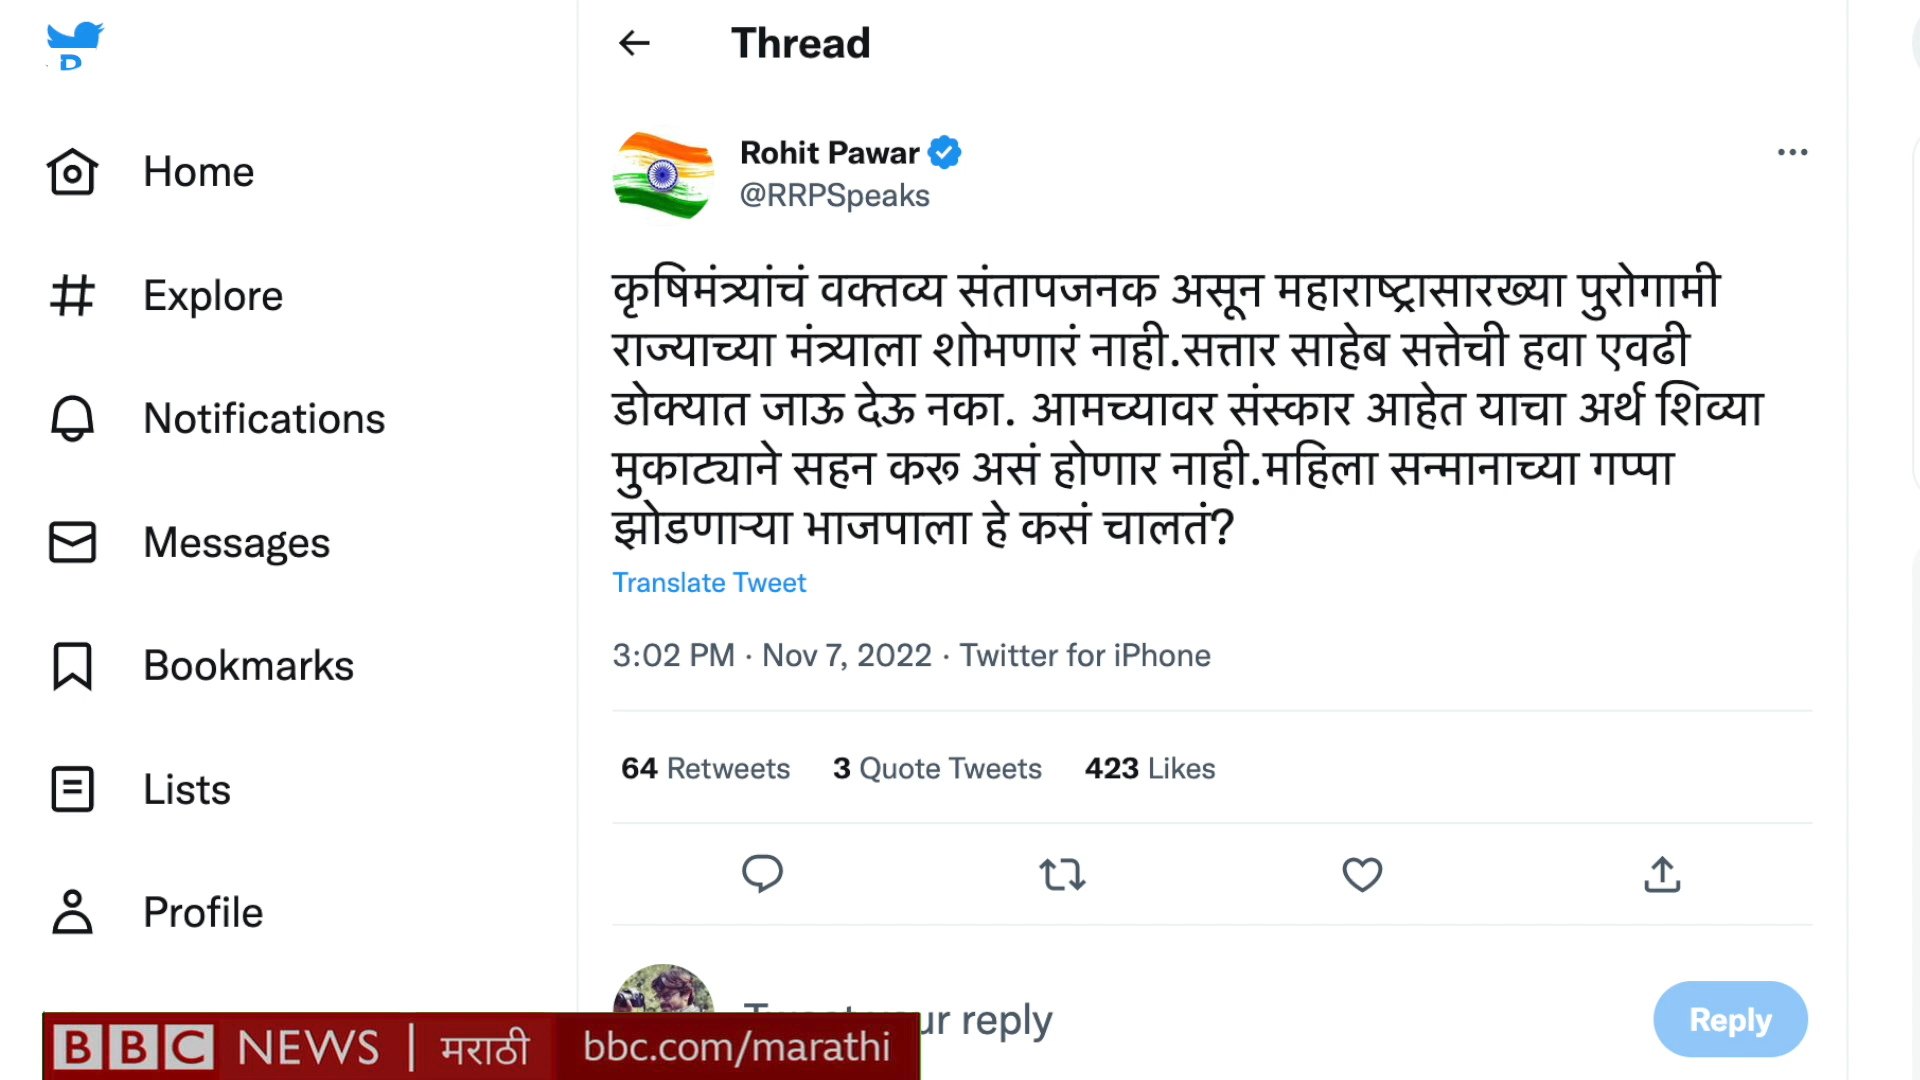 D
Thread
Home
Explore
Notifications
Messages
Bookmarks
Lists
Profile
Rohit Pawar
@RRPSpeaks
कृषिमंत्र्यांचं वक्तव्य संतापजनक असून महाराष्ट्रासारख्या पुरोगामी
राज्याच्या मंत्र्याला शोभणारं नाही.सत्तार साहेब सत्तेची हवा एवढी
डोक्यात जाऊ देऊ नका. आमच्यावर संस्कार आहेत याचा अर्थ शिव्या
मुकाट्याने सहन करू असं होणार नाही.महिला सन्मानाच्या गप्पा
झोडणाऱ्या भाजपाला हे कसं चालतं?
Translate Tweet
3:02 PM · Nov 7, 2022 · Twitter for iPhone
64 Retweets 3 Quote Tweets 423 Likes
reply
Reply
BBC NEWS | मराठी bbc.com/marathi